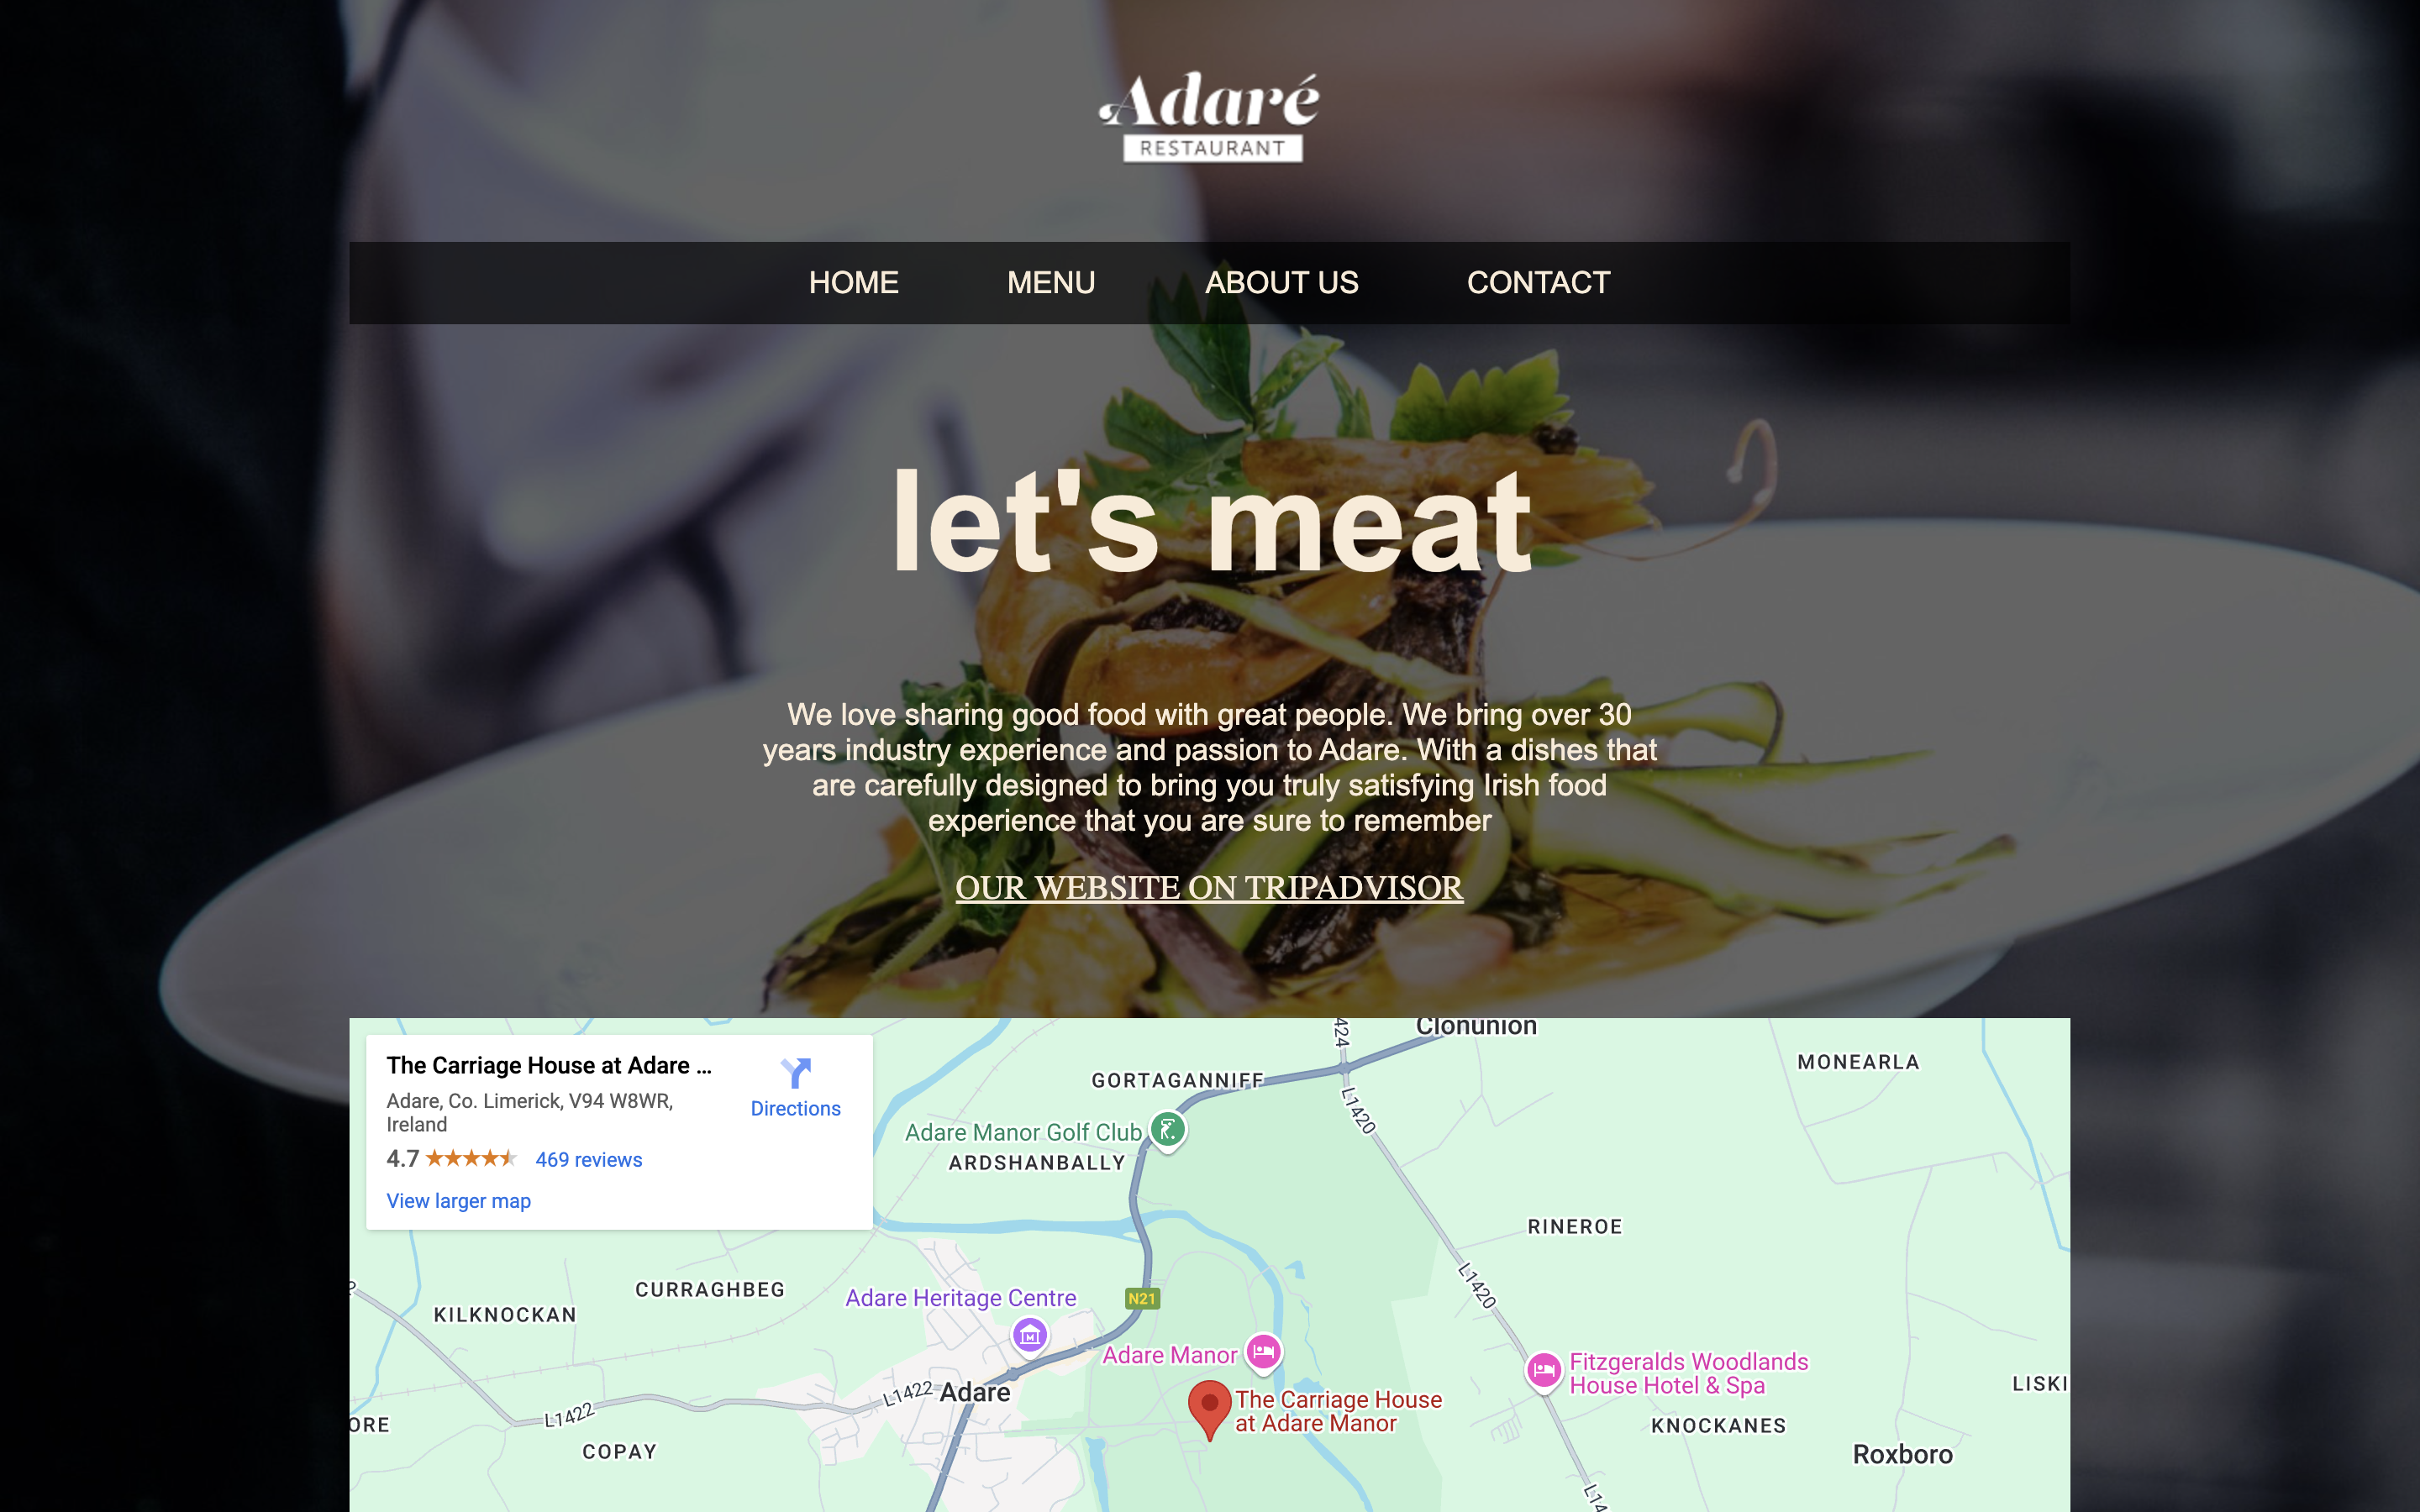 Adaré
RESTAURANT
HOME MENU ABOUT US CONTACT
let's meat
We love sharing good food with great people. We bring over 30
years industry experience and passion to Adare. With a dishes that
are carefully designed to bring you truly satisfying Irish food
experience that you are sure to remember
OUR WEBSITE ON TRIPADVISOR
The Carriage House at Adare ...
Adare, Co. Limerick, V94 W8WR,
Ireland
4.7 469 reviews
View larger map
Directions
424
Clonunion
MONEARLA
GORTAGANNIFF
L1420
Adare Manor Golf Club
ARDSHANBALLY
RINEROE
L1420
CURRAGHBEG
Adare Heritage Centre
N21
KILKNOCKAN
Adare Manor
Fitzgeralds Woodlands
House Hotel & Spa
LISKI
L1422
Adare
The Carriage House
at Adare Manor
L1422
ORE
KNOCKANES
COPAY
Roxboro
L14